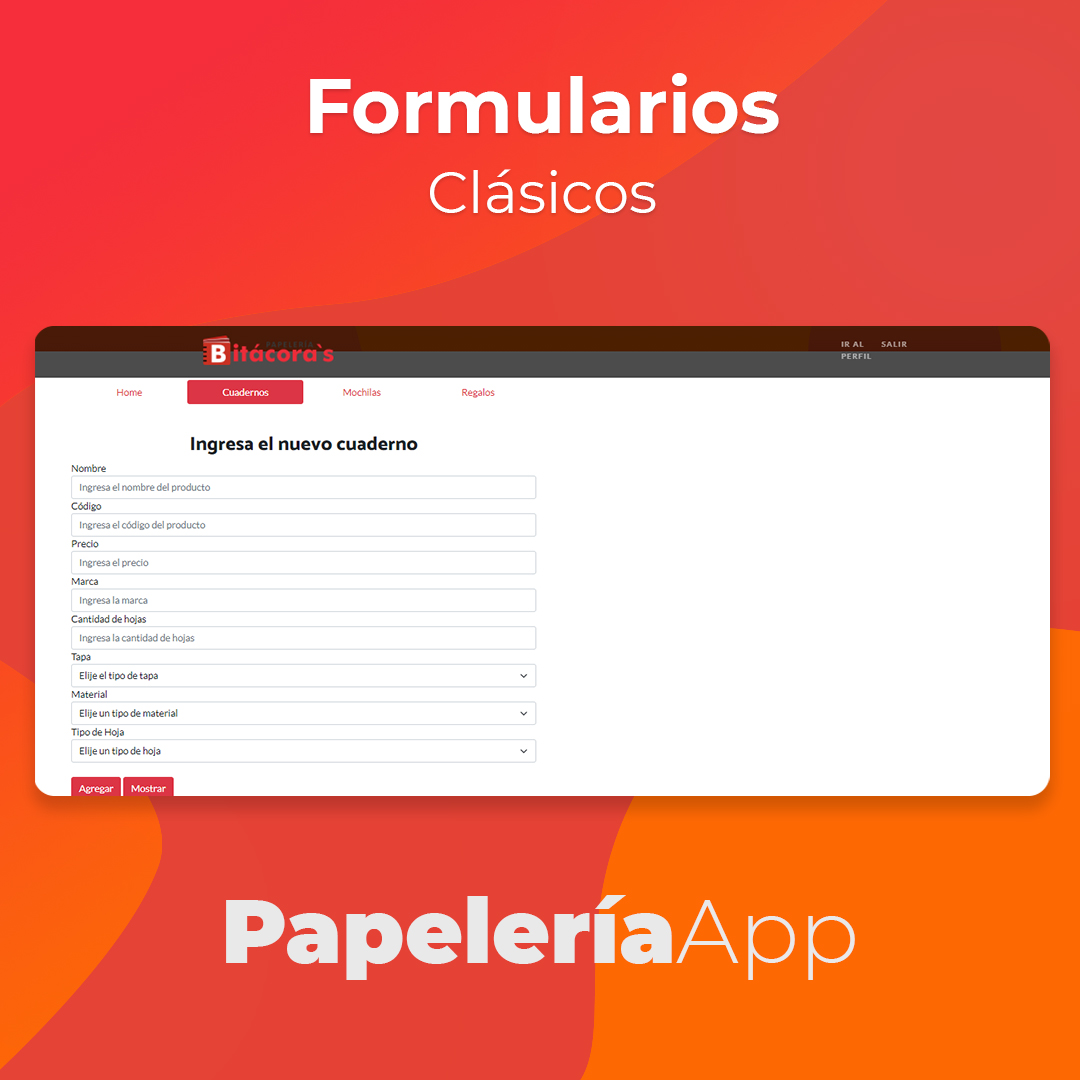 Formularios
Clásicos
PAPELERÍA
Bitácora`s
IR AL SALIR
PERFIL
Home Cuadernos Mochilas Regalos
Ingresa el nuevo cuaderno
Nombre
Ingresa el nombre del producto
Código
Ingresa el código del producto
Precio
Ingresa el precio
Marca
Ingresa la marca
Cantidad de hojas
Ingresa la cantidad de hojas
Tapa
Elije el tipo de tapa
Material
Elije un tipo de material
Tipo de Hoja
Elije un tipo de hoja
Agregar Mostrar
PapeleríaApp